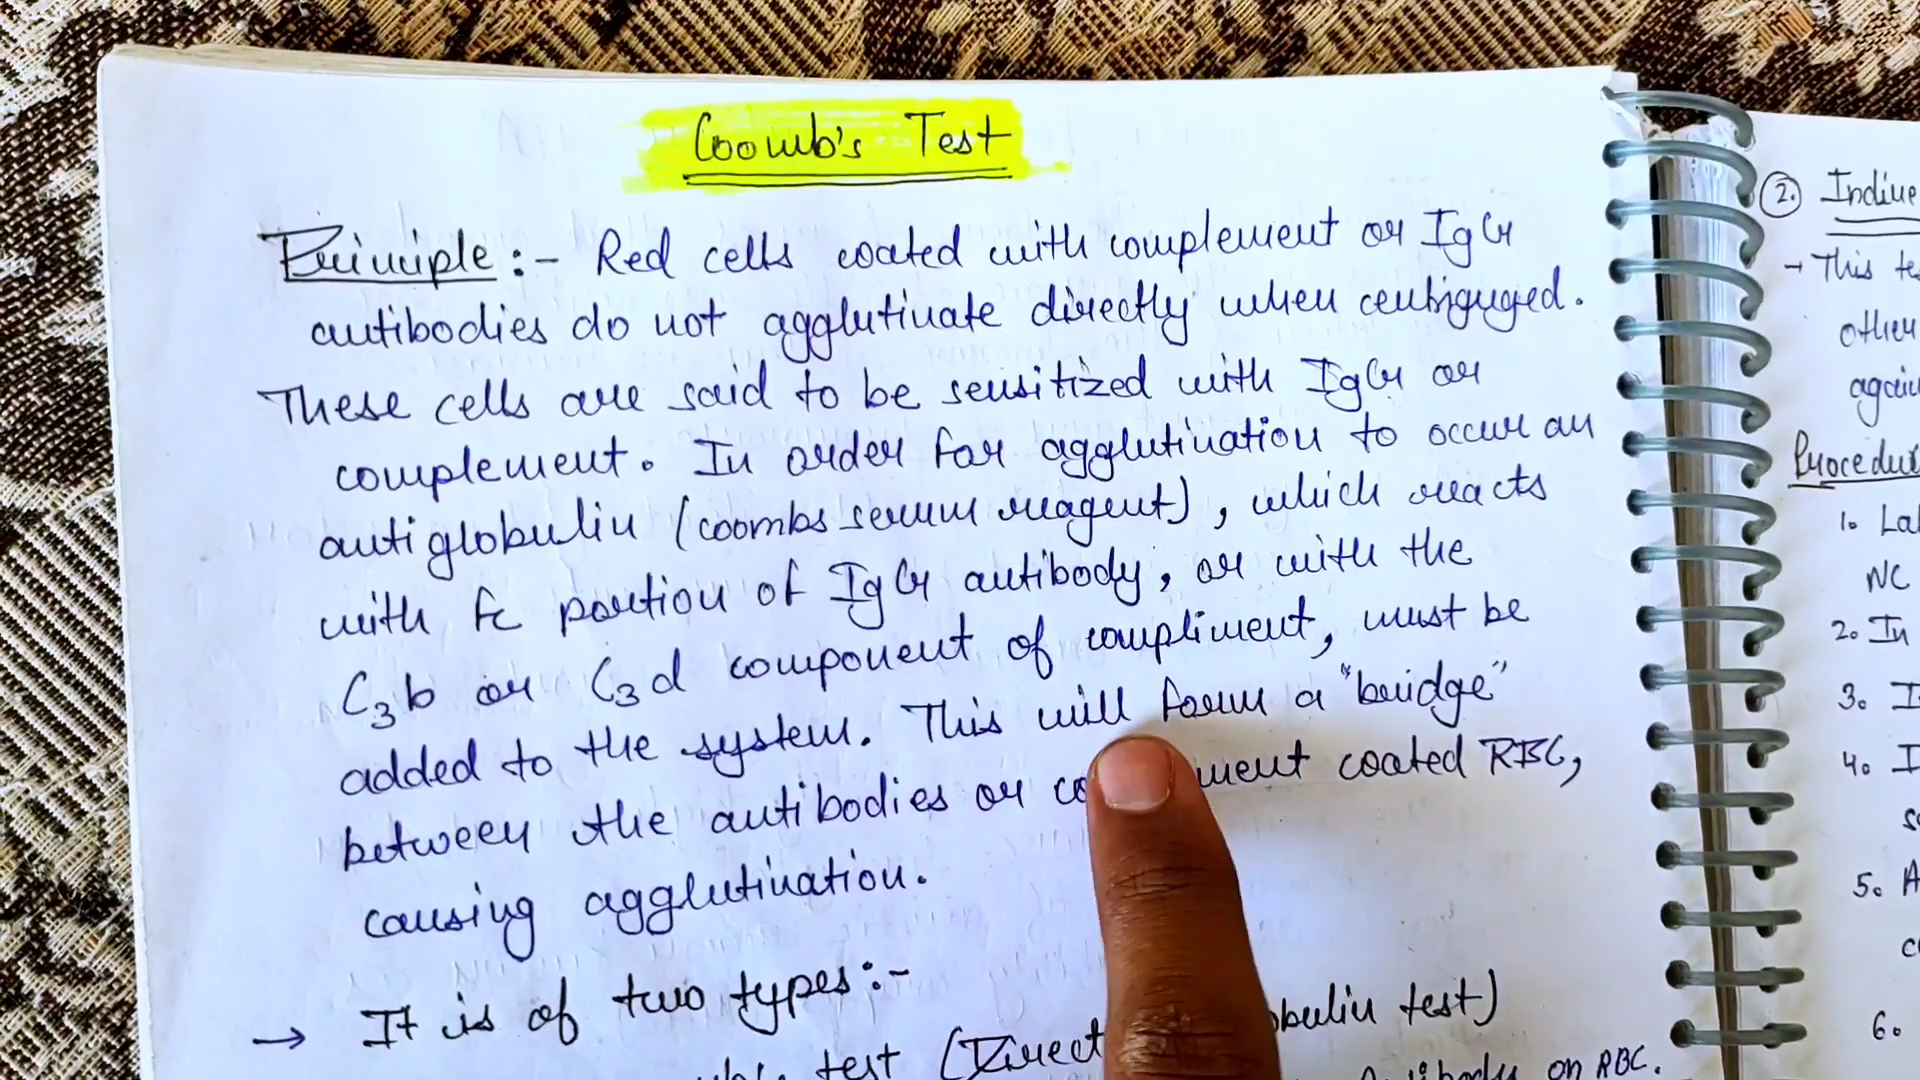 Coomb's Test
Principle :- Red cells coated with complement or IgG
antibodies do not agglutinate directly when centrifuged.
These cells are said to be sensitized with IgG or
complement. In order for agglutination to occur an
antiglobulin (coombs serum reagent), which reacts
with fc portion of IgG antibody, or with the
C3b or C3d component of compliment, must be
added to the system. This will form a "bridge"
between the antibodies or co ment coated RBC,
causing agglutination.
→ It is of two types :-
test (Direct bulin test)
on RBC.
2.
→ This
other
1.
NC
2. In
3. I
4. I
5. A
6.